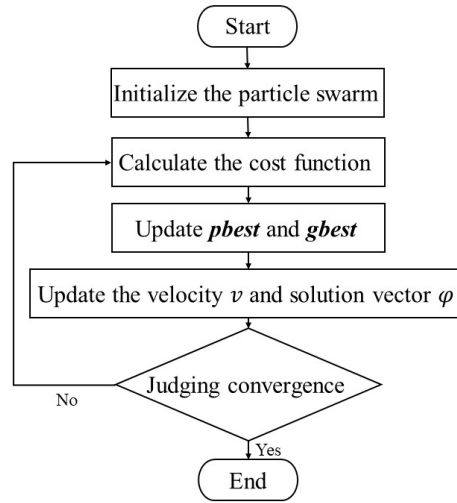 Start
Initialize the particle swarm
Calculate the cost function
Update pbest and gbest
Update the velocity v and solution vector φ
Judging convergence
No
Yes
End